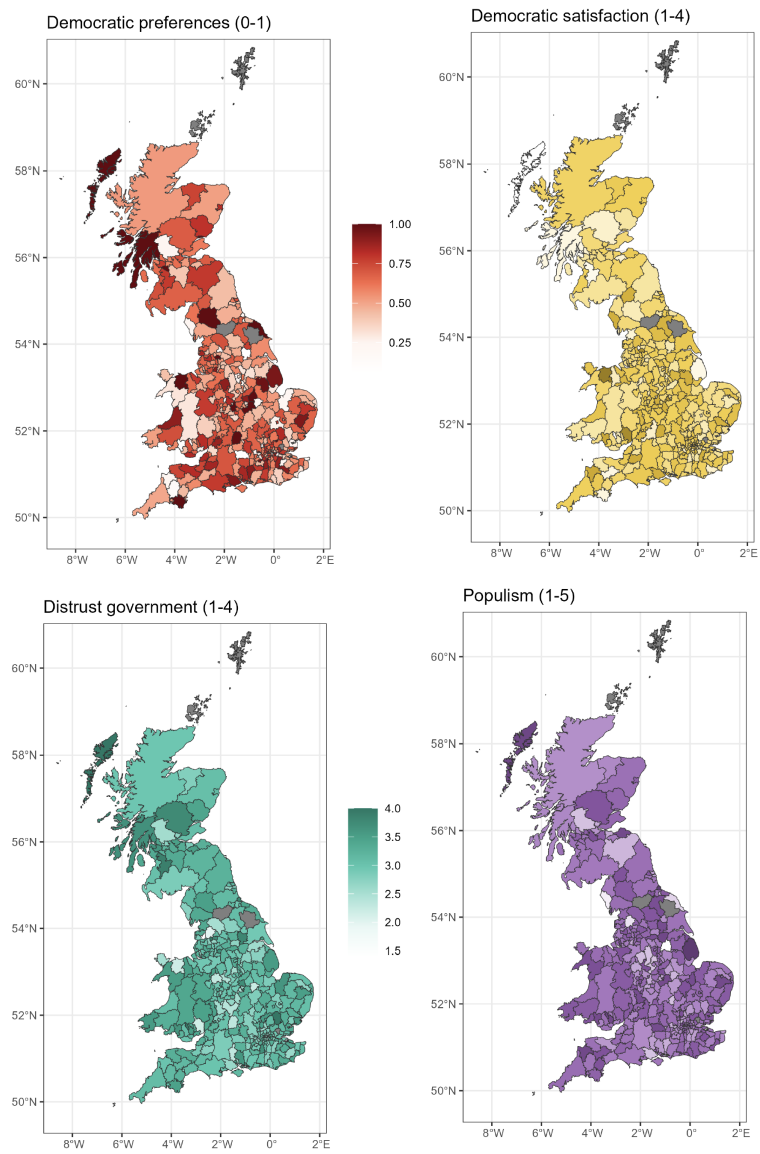 Democratic preferences (0-1)
60°N
58°N
56°N
54°N
52°N
50°N
8°W 6°W 4°W 2°W 0° 2°E
1.00
0.75
0.50
0.25
Democratic satisfaction (1-4)
60°N
58°N
56°N
54°N
52°N
50°N
8°W 6°W 4°W 2°W 0° 2°E
Distrust government (1-4)
60°N
58°N
56°N
54°N
52°N
50°N
8°W 6°W 4°W 2°W 0° 2°E
4.0
3.5
3.0
2.5
2.0
1.5
Populism (1-5)
60°N
58°N
56°N
54°N
52°N
50°N
8°W 6°W 4°W 2°W 0° 2°E